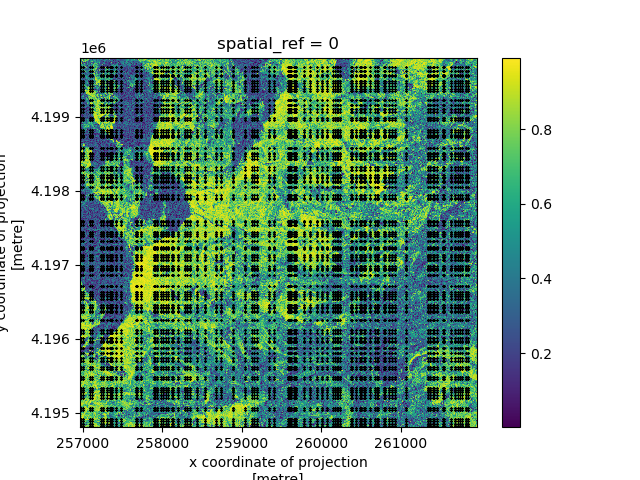 spatial_ref = 0
1e6
4.199
4.198
4.197
4.196
4.195
y coordinate of projection
[metre]
257000 258000 259000 260000 261000
x coordinate of projection
[metre]
0.8
0.6
0.4
0.2